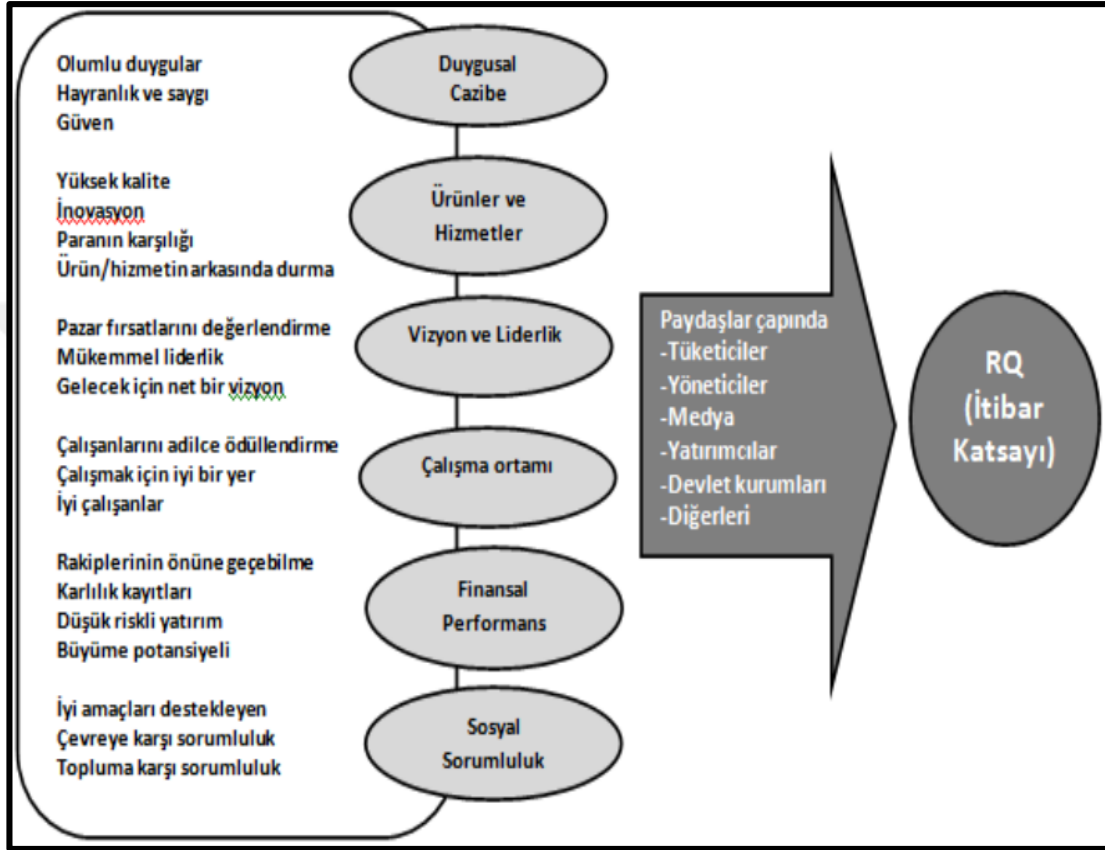 Olumlu duygular
Hayranlık ve saygı
Güven
Duygusal
Cazibe
Yüksek kalite
İnovasyon
Paranın karşılığı
Ürün/hizmetin arkasında durma
Ürünler ve
Hizmetler
Pazar fırsatlarını değerlendirme
Mükemmel liderlik
Gelecek için net bir vizyon
Vizyon ve Liderlik
Çalışanlarını adilce ödüllendirme
Çalışmak için iyi bir yer
İyi çalışanlar
Çalışma ortamı
Rakiplerinin önüne geçebilme
Karlılık kayıtları
Düşük riskli yatırım
Büyüme potansiyeli
Finansal
Performans
İyi amaçları destekleyen
Çevreye karşı sorumluluk
Topluma karşı sorumluluk
Sosyal
Sorumluluk
Paydaşlar çapında
-Tüketiciler
-Yöneticiler
-Medya
-Yatırımcılar
-Devlet kurumları
-Diğerleri
RQ
(İtibar
Katsayı)